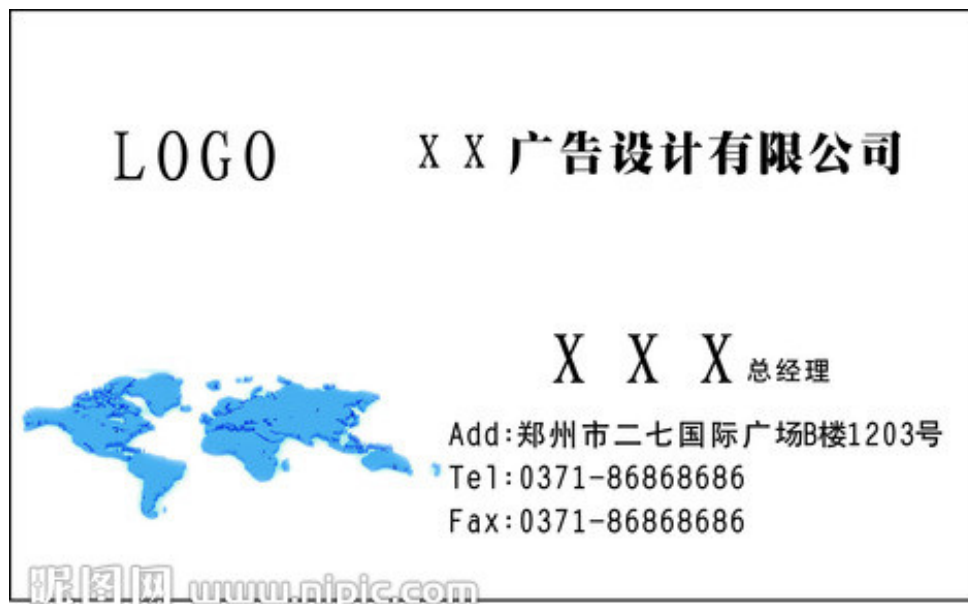 LOGO
X X 广告设计有限公司
X X X 总经理
Add:郑州市二七国际广场B楼1203号
Tel:0371-86868686
Fax:0371-86868686
昵图网 www.nipic.com